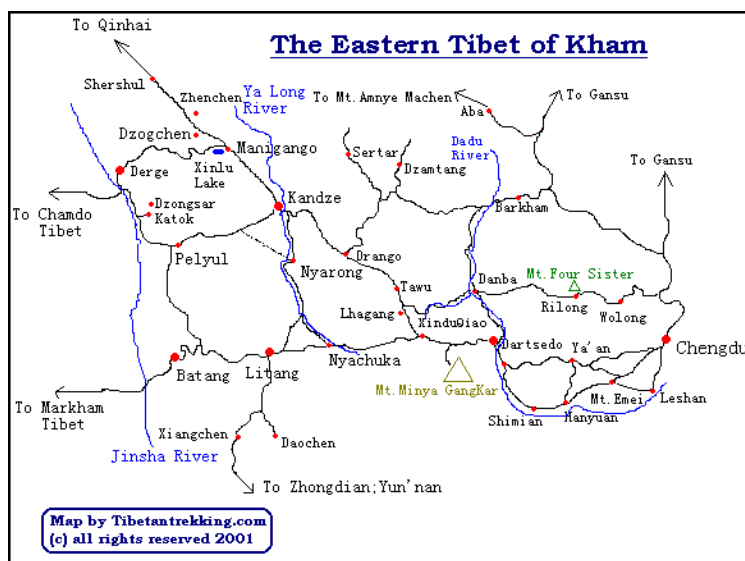 To Qinhai
The Eastern Tibet of Kham
Shershul
Zhenchen
Ya Long
River
To Mt.Amnye Machen
Aba
To Gansu
Dzogchen
Manigango
Sertar
Dadu
River
To Gansu
Xinlu
Lake
Dzamtang
Derge
Dzongsar
Kandze
Barkham
To Chamdo
Tibet
Katok
Pelyul
Drango
Nyarong
Tawu
Danba
Mt.Four Sister
Rilong
Wolong
Lhagang
XinduQiao
Dartsedo
Ya'an
Chengdu
Batang
Litang
Nyachuka
Mt.Minya GangKar
Mt.Emei
Leshan
To Markham
Tibet
Shimian
Hanyuan
Xiangchen
Daochen
Jinsha River
To Zhongdian;Yun'nan
Map by Tibetantrekking.com
(c) all rights reserved 2001